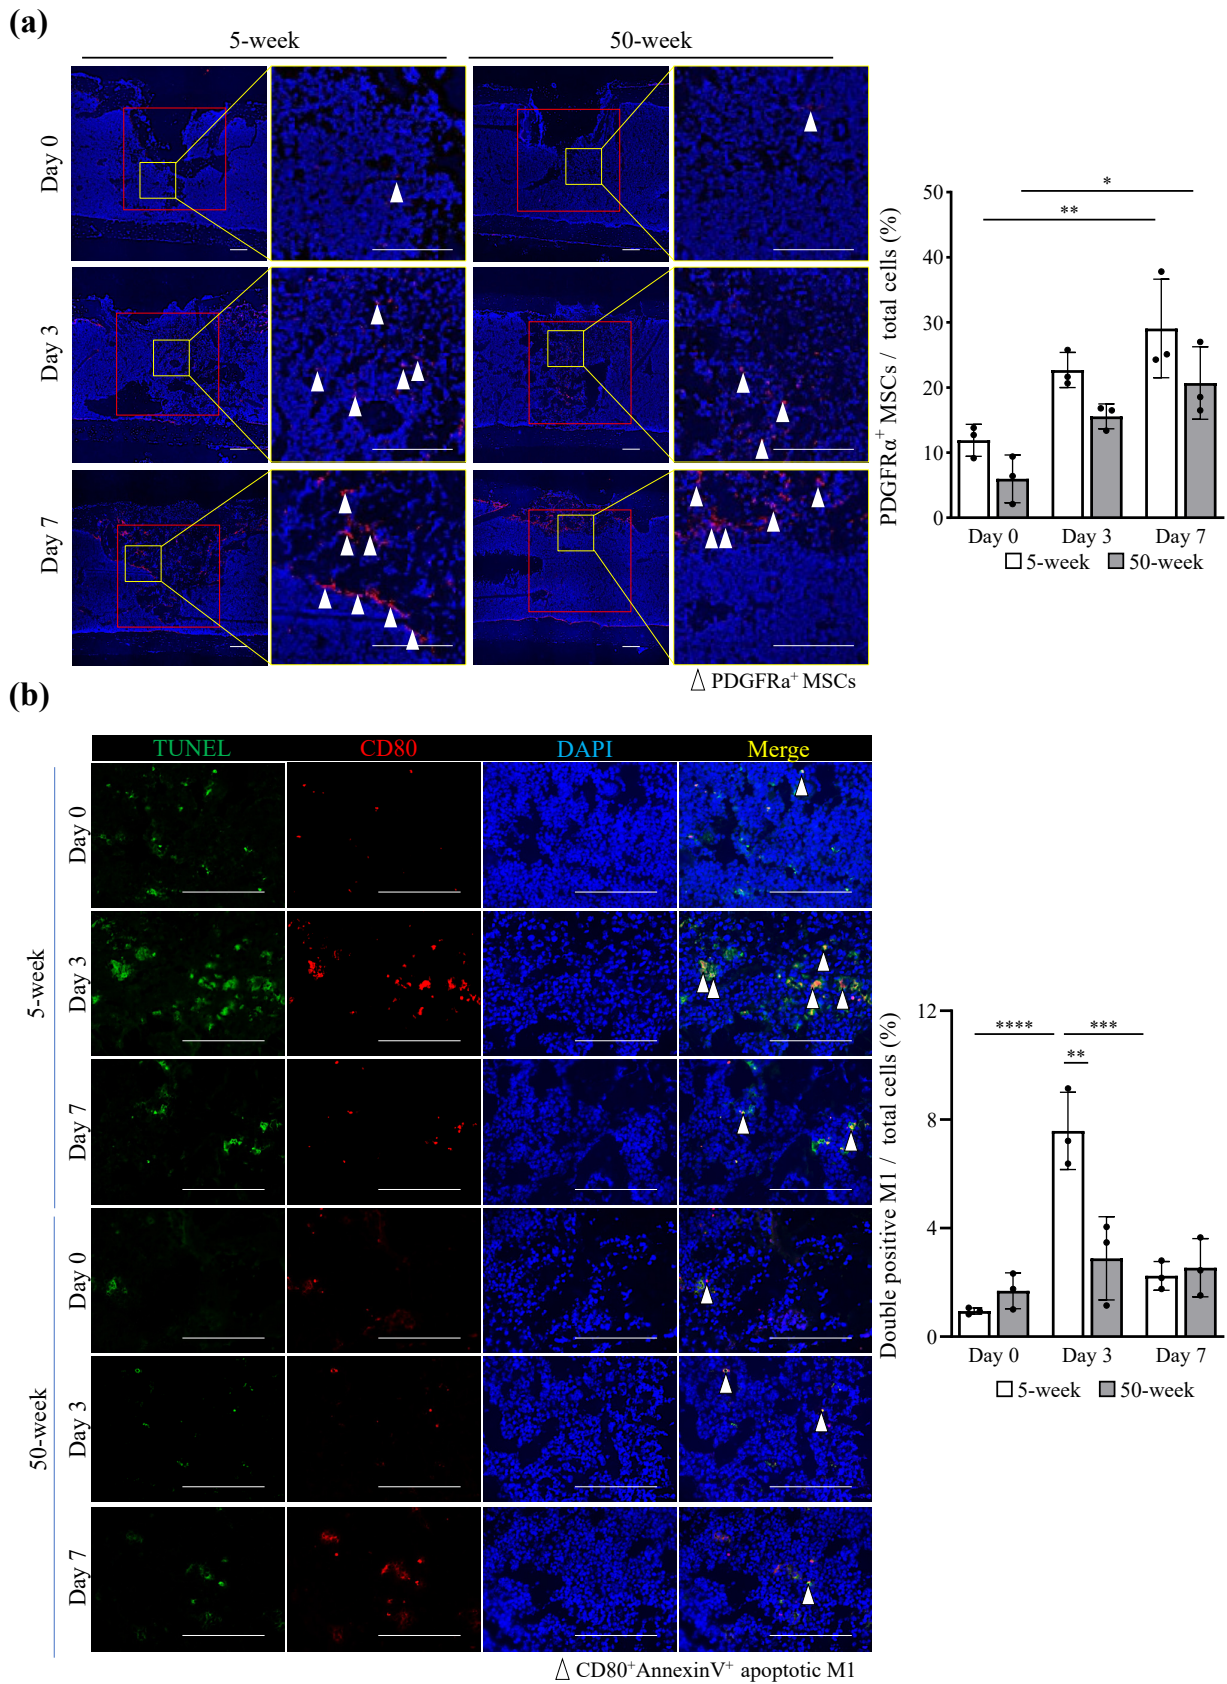 (a)
5-week 50-week
Day 0
Day 3
Day 7
△ PDGFRa⁺ MSCs
PDGFRα⁺ MSCs / total cells (%)
50
40
30
20
10
0
*
**
Day 0 Day 3 Day 7
5-week 50-week
(b)
TUNEL CD80 DAPI Merge
5-week
Day 0
Day 3
Day 7
50-week
Day 0
Day 3
Day 7
△ CD80⁺AnnexinV⁺ apoptotic M1
Double positive M1 / total cells (%)
12
8
4
0
**** ***
**
Day 0 Day 3 Day 7
5-week 50-week